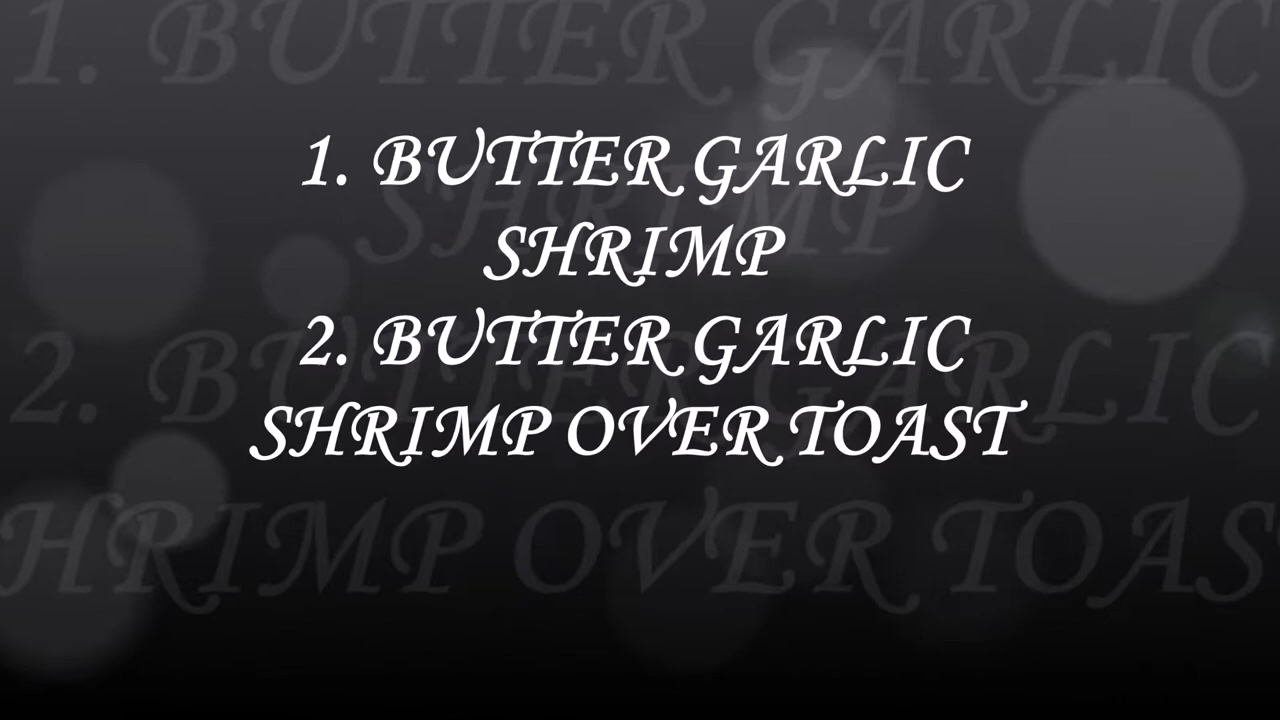 1. BUTTER GARLIC
SHRIMP
2. BUTTER GARLIC
SHRIMP OVER TOAST